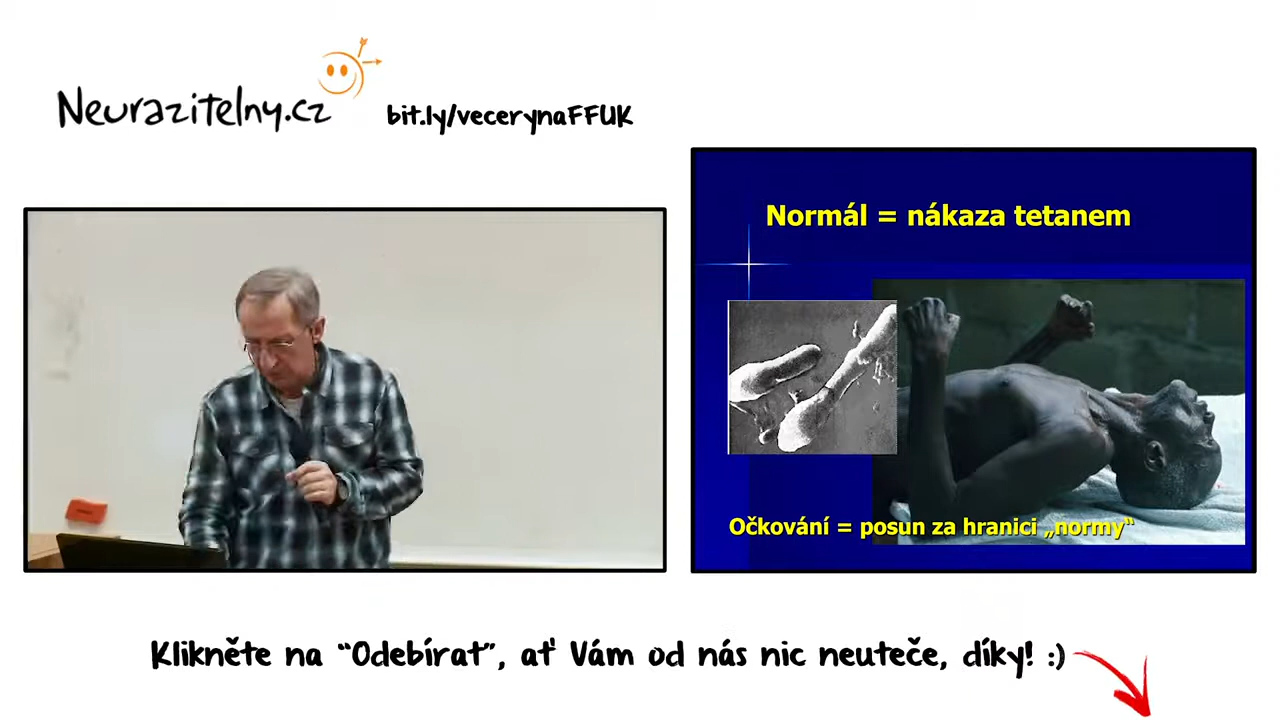 Neurazitelny.cz
bit.ly/vecerynaFFUK
Normál = nákaza tetanem
Očkování = posun za hranici „normy“
Klikněte na “Odebírat”, ať Vám od nás nic neuteče, díky! :)